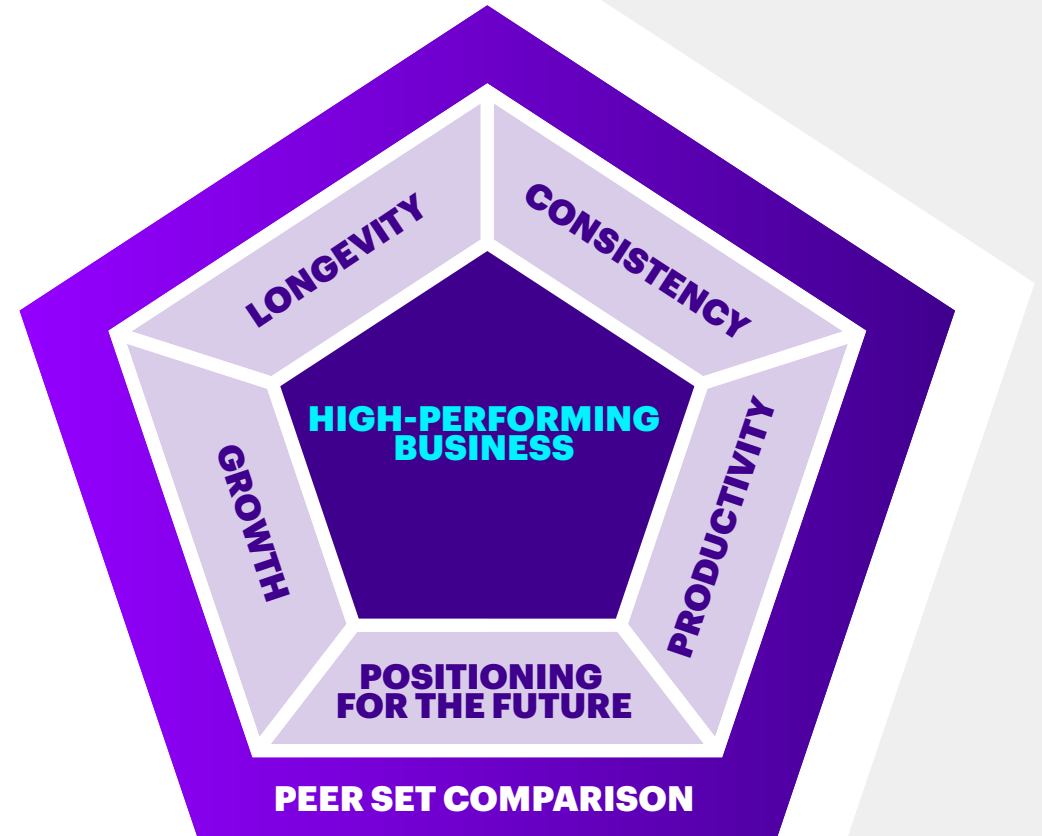 LONGEVITY
CONSISTENCY
HIGH-PERFORMING
BUSINESS
GROWTH
PRODUCTIVITY
POSITIONING
FOR THE FUTURE
PEER SET COMPARISON